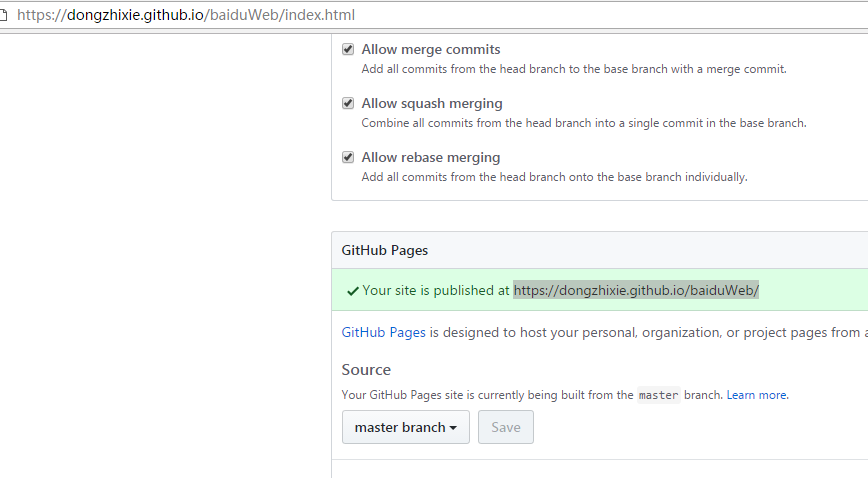 https://dongzhixie.github.io/baiduWeb/index.html
Allow merge commits
Add all commits from the head branch to the base branch with a merge commit.
Allow squash merging
Combine all commits from the head branch into a single commit in the base branch.
Allow rebase merging
Add all commits from the head branch onto the base branch individually.
GitHub Pages
Your site is published at https://dongzhixie.github.io/baiduWeb/
GitHub Pages is designed to host your personal, organization, or project pages from a
Source
Your GitHub Pages site is currently being built from the master branch. Learn more.
master branch Save